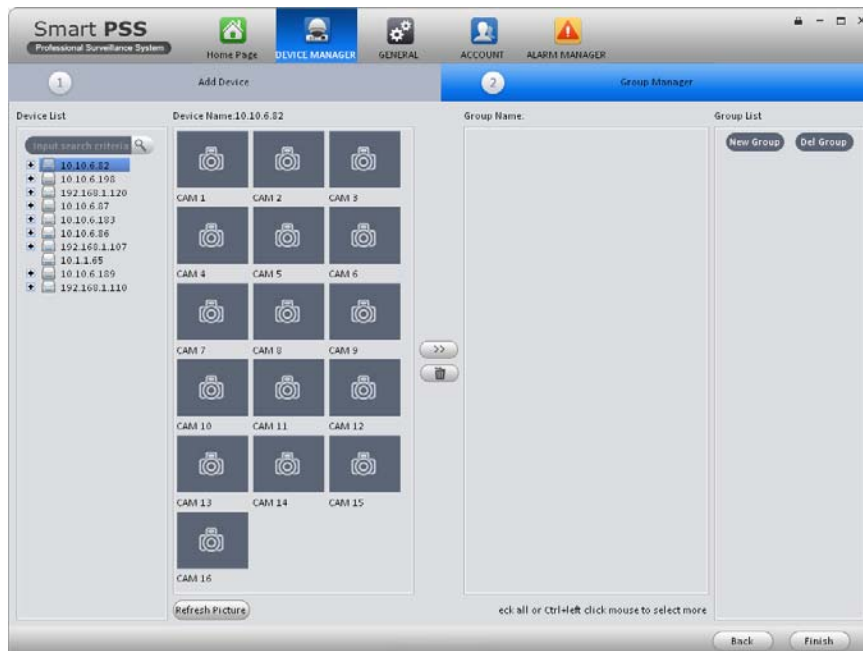 Smart PSS
Professional Surveillance System
Home Page
DEVICE MANAGER
GENERAL
ACCOUNT
ALARM MANAGER
1
Add Device
2
Group Manager
Device List
Input search criteria
10.10.6.82
10.10.6.198
192.168.1.120
10.10.6.87
10.10.6.183
10.10.6.86
192.168.1.107
10.1.1.65
10.10.6.189
192.168.1.110
Device Name:10.10.6.82
CAM 1 CAM 2 CAM 3
CAM 4 CAM 5 CAM 6
CAM 7 CAM 8 CAM 9
CAM 10 CAM 11 CAM 12
CAM 13 CAM 14 CAM 15
CAM 16
Refresh Picture
>>
Group Name:
eck all or Ctrl+left click mouse to select more
Group List
New Group Del Group
Back Finish